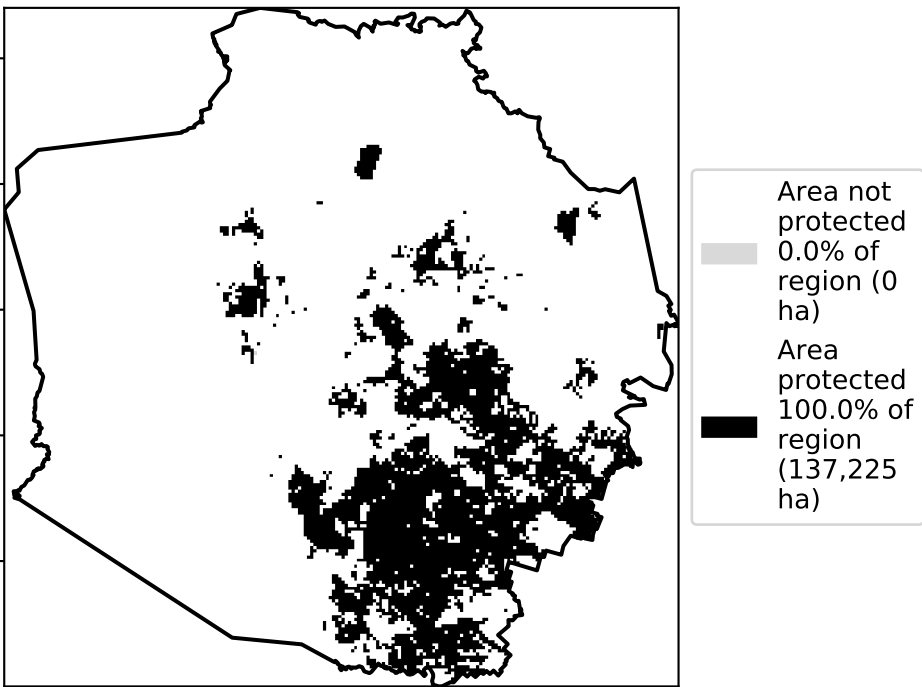 Area not
protected
0.0% of
region (0
ha)
Area
protected
100.0% of
region
(137,225
ha)